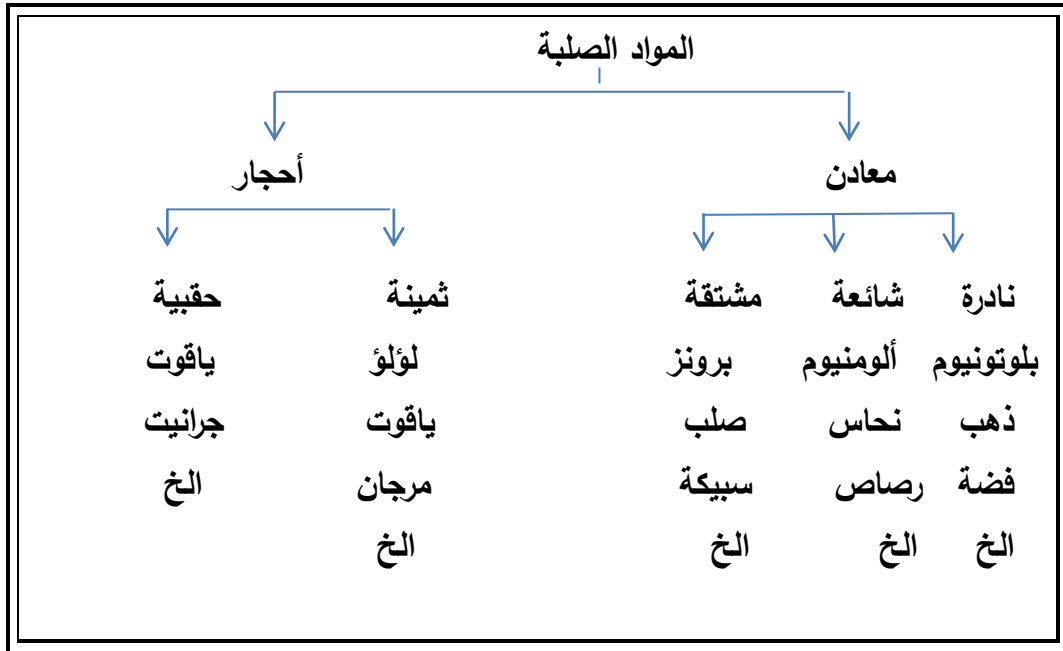 المواد الصلبة
معادن أحجار
نادرة شائعة مشتقة ثمينة حقبية
بلوتونيوم ألومنيوم برونز لؤلؤ ياقوت
ذهب نحاس صلب ياقوت جرانيت
فضة رصاص سبيكة مرجان الخ
الخ الخ الخ الخ